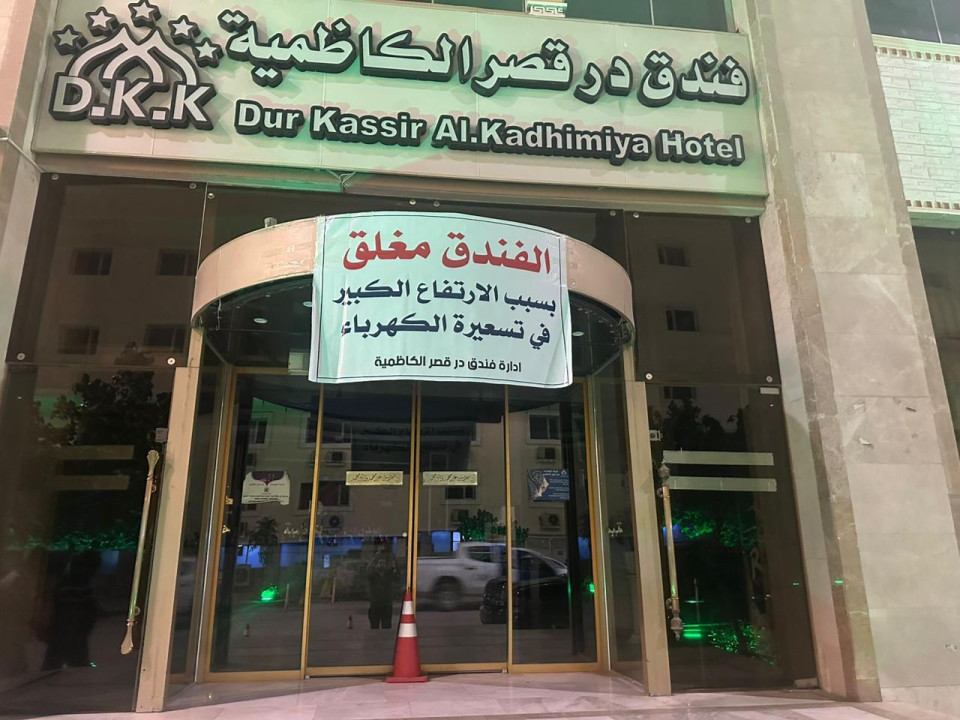 فندق در قصر الكاظمية
D.K.K
Dur Kassir Al.Kadhimiya Hotel
الفندق مغلق
بسبب الارتفاع الكبير
في تسعيرة الكهرباء
ادارة فندق در قصر الكاظمية